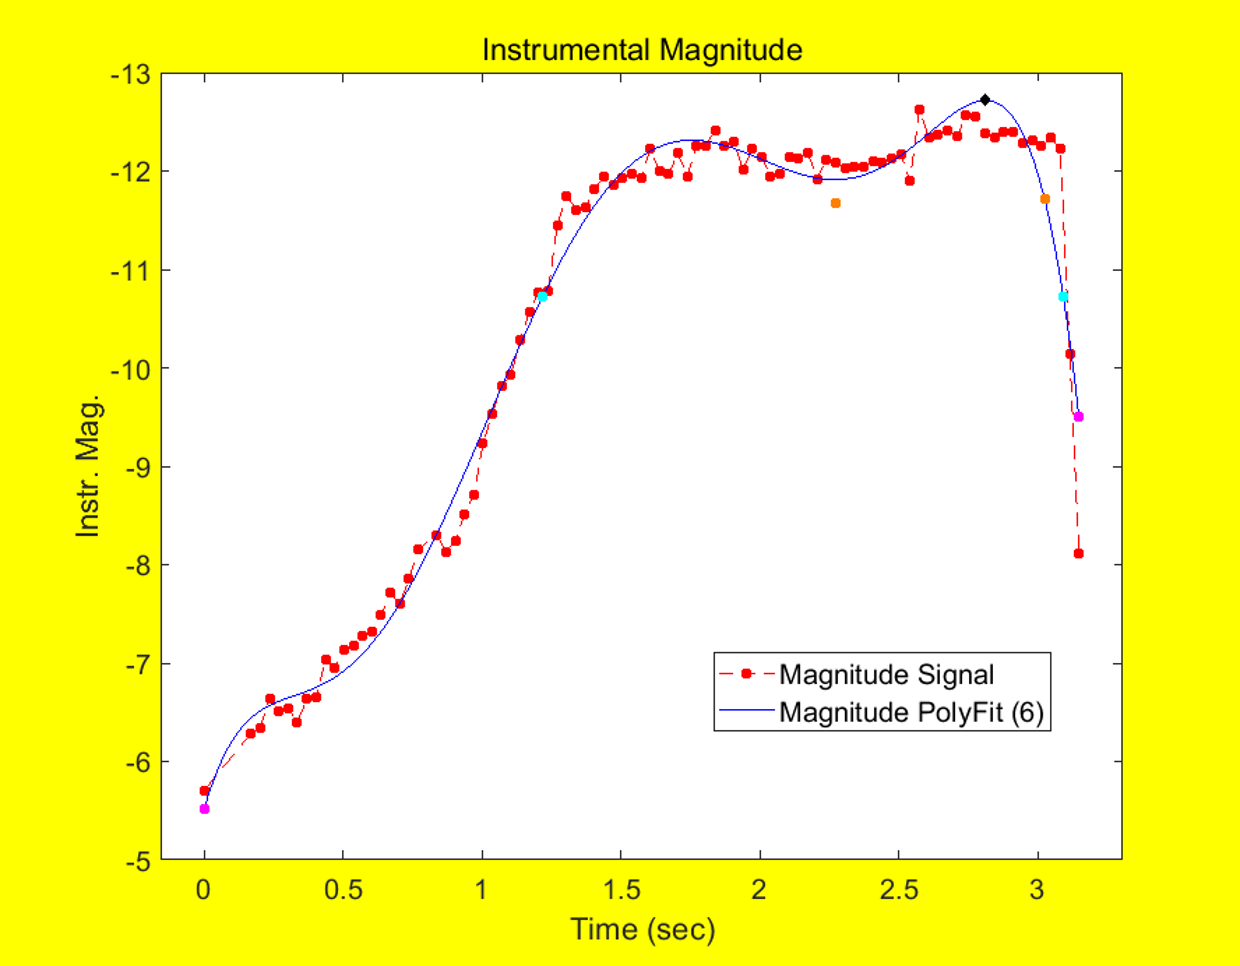 Instrumental Magnitude
-13
-12
-11
-10
-9
-8
-7
-6
-5
Instr. Mag.
Magnitude Signal
Magnitude PolyFit (6)
0 0.5 1 1.5 2 2.5 3
Time (sec)